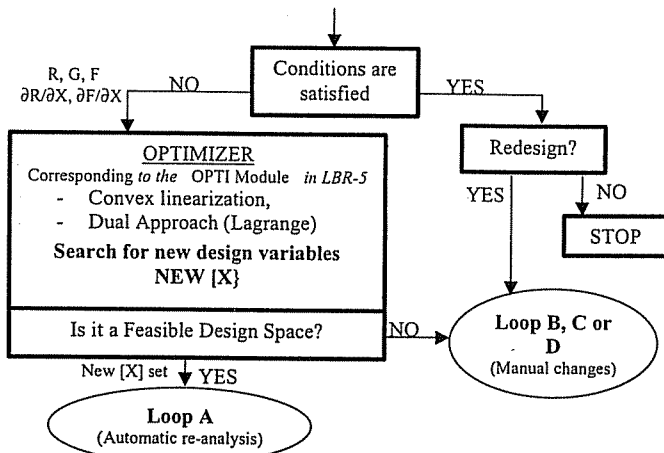 R, G, F
∂R/∂X, ∂F/∂X
NO
Conditions are
satisfied
YES
OPTIMIZER
Corresponding to the OPTI Module in LBR-5
- Convex linearization,
- Dual Approach (Lagrange)
Search for new design variables
NEW [X}
Is it a Feasible Design Space?
NO
New [X] set
YES
Loop A
(Automatic re-analysis)
Redesign?
YES
NO
STOP
Loop B, C or
D
(Manual changes)